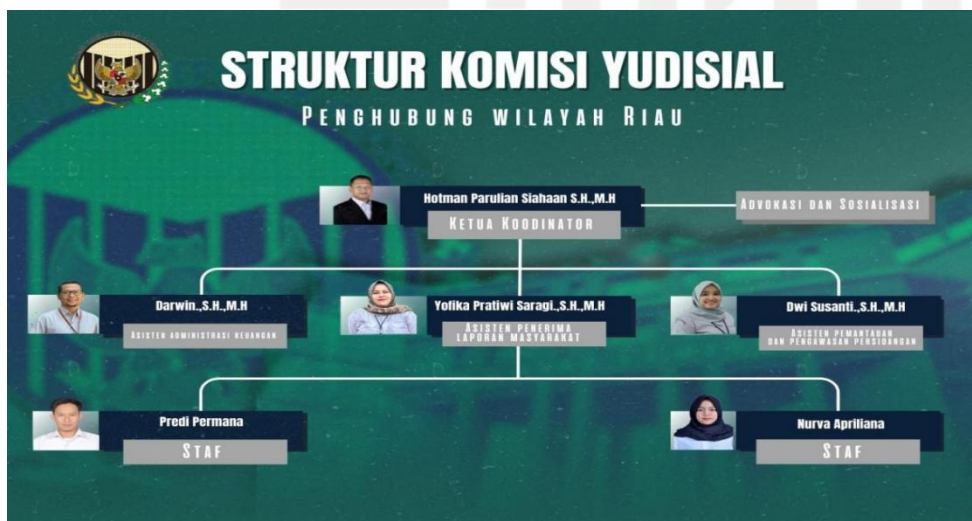 STRUKTUR KOMISI YUDISIAL
PENGHUBUNG WILAYAH RIAU
Hotman Parulian Siahaan S.H.,M.H
KETUA KOODINATOR
ADVOKASI DAN SOSIALISASI
Darwin.,S.H.,M.H
ASISTEN ADMINISTRASI KEUANGAN
Yofika Pratiwi Saragi.,S.H.,M.H
ASISTEN PENERIMA
LAPORAN MASYARAKAT
Dwi Susanti.,S.H.,M.H
ASISTEN PEMANTAUAN
DAN PENGAWASAN PERSIDANGAN
Predi Permana
STAF
Nurva Apriliana
STAF